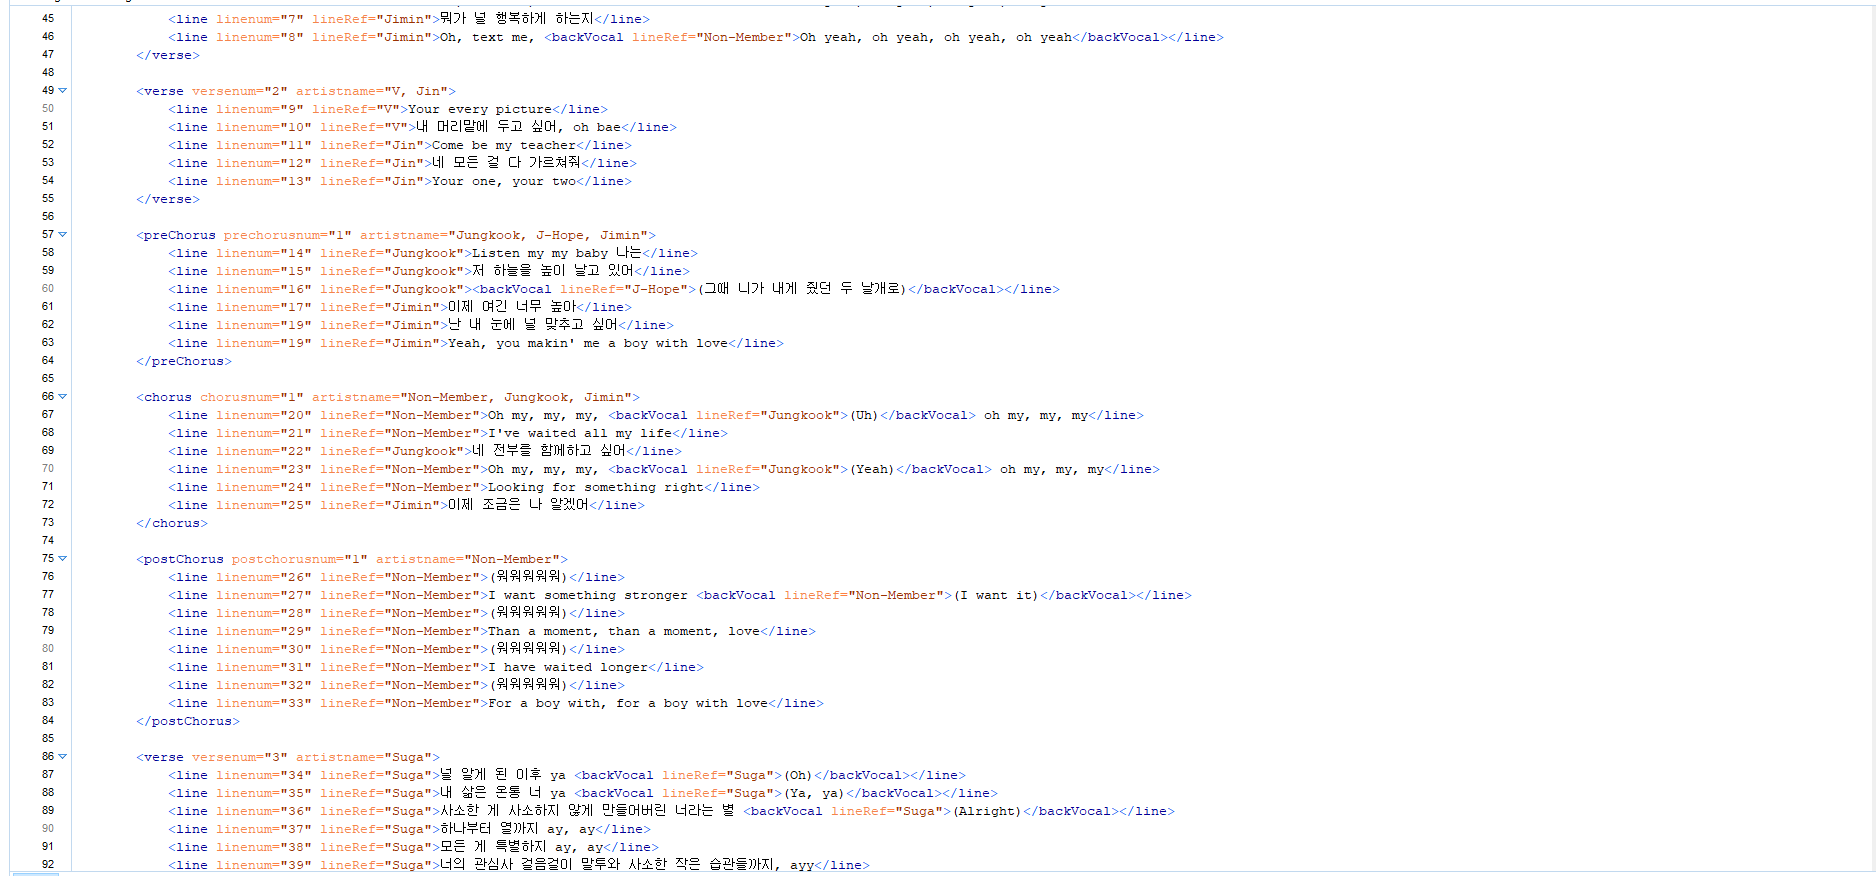 45 <line linenum="7" lineRef="Jimin">뭐가 널 행복하게 하는지</line>
46 <line linenum="8" lineRef="Jimin">Oh, text me, <backVocal lineRef="Non-Member">Oh yeah, oh yeah, oh yeah, oh yeah</backVocal></line>
47 </verse>
48
49 <verse versenum="2" artistname="V, Jin">
50 <line linenum="9" lineRef="V">Your every picture</line>
51 <line linenum="10" lineRef="V">내 머리맡에 두고 싶어, oh bae</line>
52 <line linenum="11" lineRef="Jin">Come be my teacher</line>
53 <line linenum="12" lineRef="Jin">네 모든 걸 다 가르쳐줘</line>
54 <line linenum="13" lineRef="Jin">Your one, your two</line>
55 </verse>
56
57 <preChorus prechorusnum="1" artistname="Jungkook, J-Hope, Jimin">
58 <line linenum="14" lineRef="Jungkook">Listen my my baby 나는</line>
59 <line linenum="15" lineRef="Jungkook">저 하늘을 높이 날고 있어</line>
60 <line linenum="16" lineRef="Jungkook"><backVocal lineRef="J-Hope">(그때 니가 내게 줬던 두 날개로)</backVocal></line>
61 <line linenum="17" lineRef="Jimin">이제 여긴 너무 높아</line>
62 <line linenum="19" lineRef="Jimin">난 내 눈에 널 맞추고 싶어</line>
63 <line linenum="19" lineRef="Jimin">Yeah, you makin' me a boy with love</line>
64 </preChorus>
65
66 <chorus chorusnum="1" artistname="Non-Member, Jungkook, Jimin">
67 <line linenum="20" lineRef="Non-Member">Oh my, my, my, <backVocal lineRef="Jungkook">(Uh)</backVocal> oh my, my, my</line>
68 <line linenum="21" lineRef="Non-Member">I've waited all my life</line>
69 <line linenum="22" lineRef="Jungkook">네 전부를 함께하고 싶어</line>
70 <line linenum="23" lineRef="Non-Member">Oh my, my, my, <backVocal lineRef="Jungkook">(Yeah)</backVocal> oh my, my, my</line>
71 <line linenum="24" lineRef="Non-Member">Looking for something right</line>
72 <line linenum="25" lineRef="Jimin">이제 조금은 나 알겠어</line>
73 </chorus>
74
75 <postChorus postchorusnum="1" artistname="Non-Member">
76 <line linenum="26" lineRef="Non-Member">(워워워워워)</line>
77 <line linenum="27" lineRef="Non-Member">I want something stronger <backVocal lineRef="Non-Member">(I want it)</backVocal></line>
78 <line linenum="28" lineRef="Non-Member">(워워워워워)</line>
79 <line linenum="29" lineRef="Non-Member">Than a moment, than a moment, love</line>
80 <line linenum="30" lineRef="Non-Member">(워워워워워)</line>
81 <line linenum="31" lineRef="Non-Member">I have waited longer</line>
82 <line linenum="32" lineRef="Non-Member">(워워워워워)</line>
83 <line linenum="33" lineRef="Non-Member">For a boy with, for a boy with love</line>
84 </postChorus>
85
86 <verse versenum="3" artistname="Suga">
87 <line linenum="34" lineRef="Suga">널 알게 된 이후 ya <backVocal lineRef="Suga">(Oh)</backVocal></line>
88 <line linenum="35" lineRef="Suga">내 삶은 온통 너 ya <backVocal lineRef="Suga">(Ya, ya)</backVocal></line>
89 <line linenum="36" lineRef="Suga">사소한 게 사소하지 않게 만들어버린 너라는 별 <backVocal lineRef="Suga">(Alright)</backVocal></line>
90 <line linenum="37" lineRef="Suga">하나부터 열까지 ay, ay</line>
91 <line linenum="38" lineRef="Suga">모든 게 특별하지 ay, ay</line>
92 <line linenum="39" lineRef="Suga">너의 관심사 걸음걸이 말투와 사소한 작은 습관들까지, ayy</line>